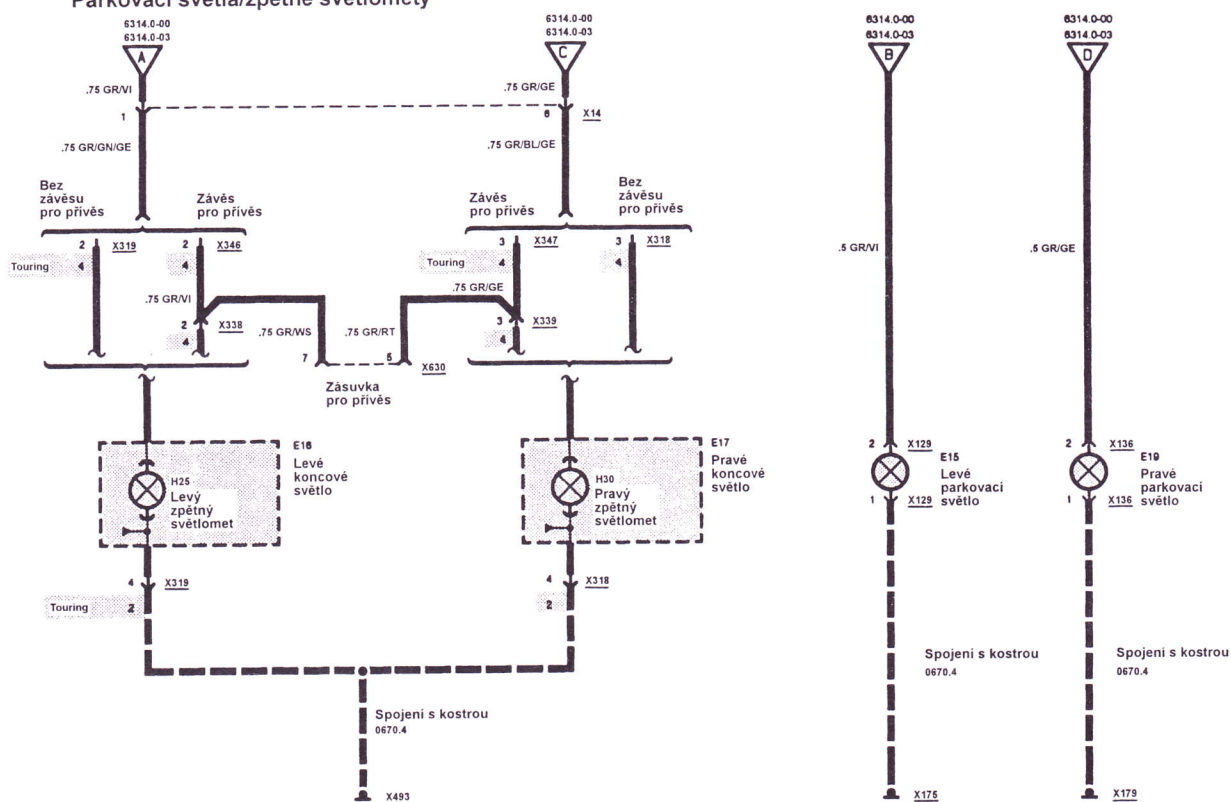 Parkovací světla/zpětné světlomety
6314.0-00
6314.0-03
A
6314.0-00
6314.0-03
C
6314.0-00
6314.0-03
B
6314.0-00
6314.0-03
D
.75 GR/VI
.75 GR/GE
1
6
X14
.75 GR/GN/GE
.75 GR/BL/GE
Bez
závěsu
pro přívěs
Závěs
pro přívěs
Závěs
pro přívěs
Bez
závěsu
pro přívěs
2
X319
2
X346
3
X347
3
X318
Touring
4
4
Touring
4
4
.5 GR/VI
.5 GR/GE
.75 GR/VI
.75 GR/GE
2
X338
.75 GR/WS
.75 GR/RT
3
X339
4
4
7
5
X630
Zásuvka
pro přívěs
E16
Levé
koncové
světlo
H25
Levý
zpětný
světlomet
E17
Pravé
koncové
světlo
H30
Pravý
zpětný
světlomet
2
X129
E15
Levé
parkovací
světlo
1
X129
2
X136
E19
Pravé
parkovací
světlo
1
X136
4
X319
Touring
2
4
X318
2
Spojení s kostrou
0670.4
Spojení s kostrou
0670.4
Spojení s kostrou
0670.4
X493
X175
X179